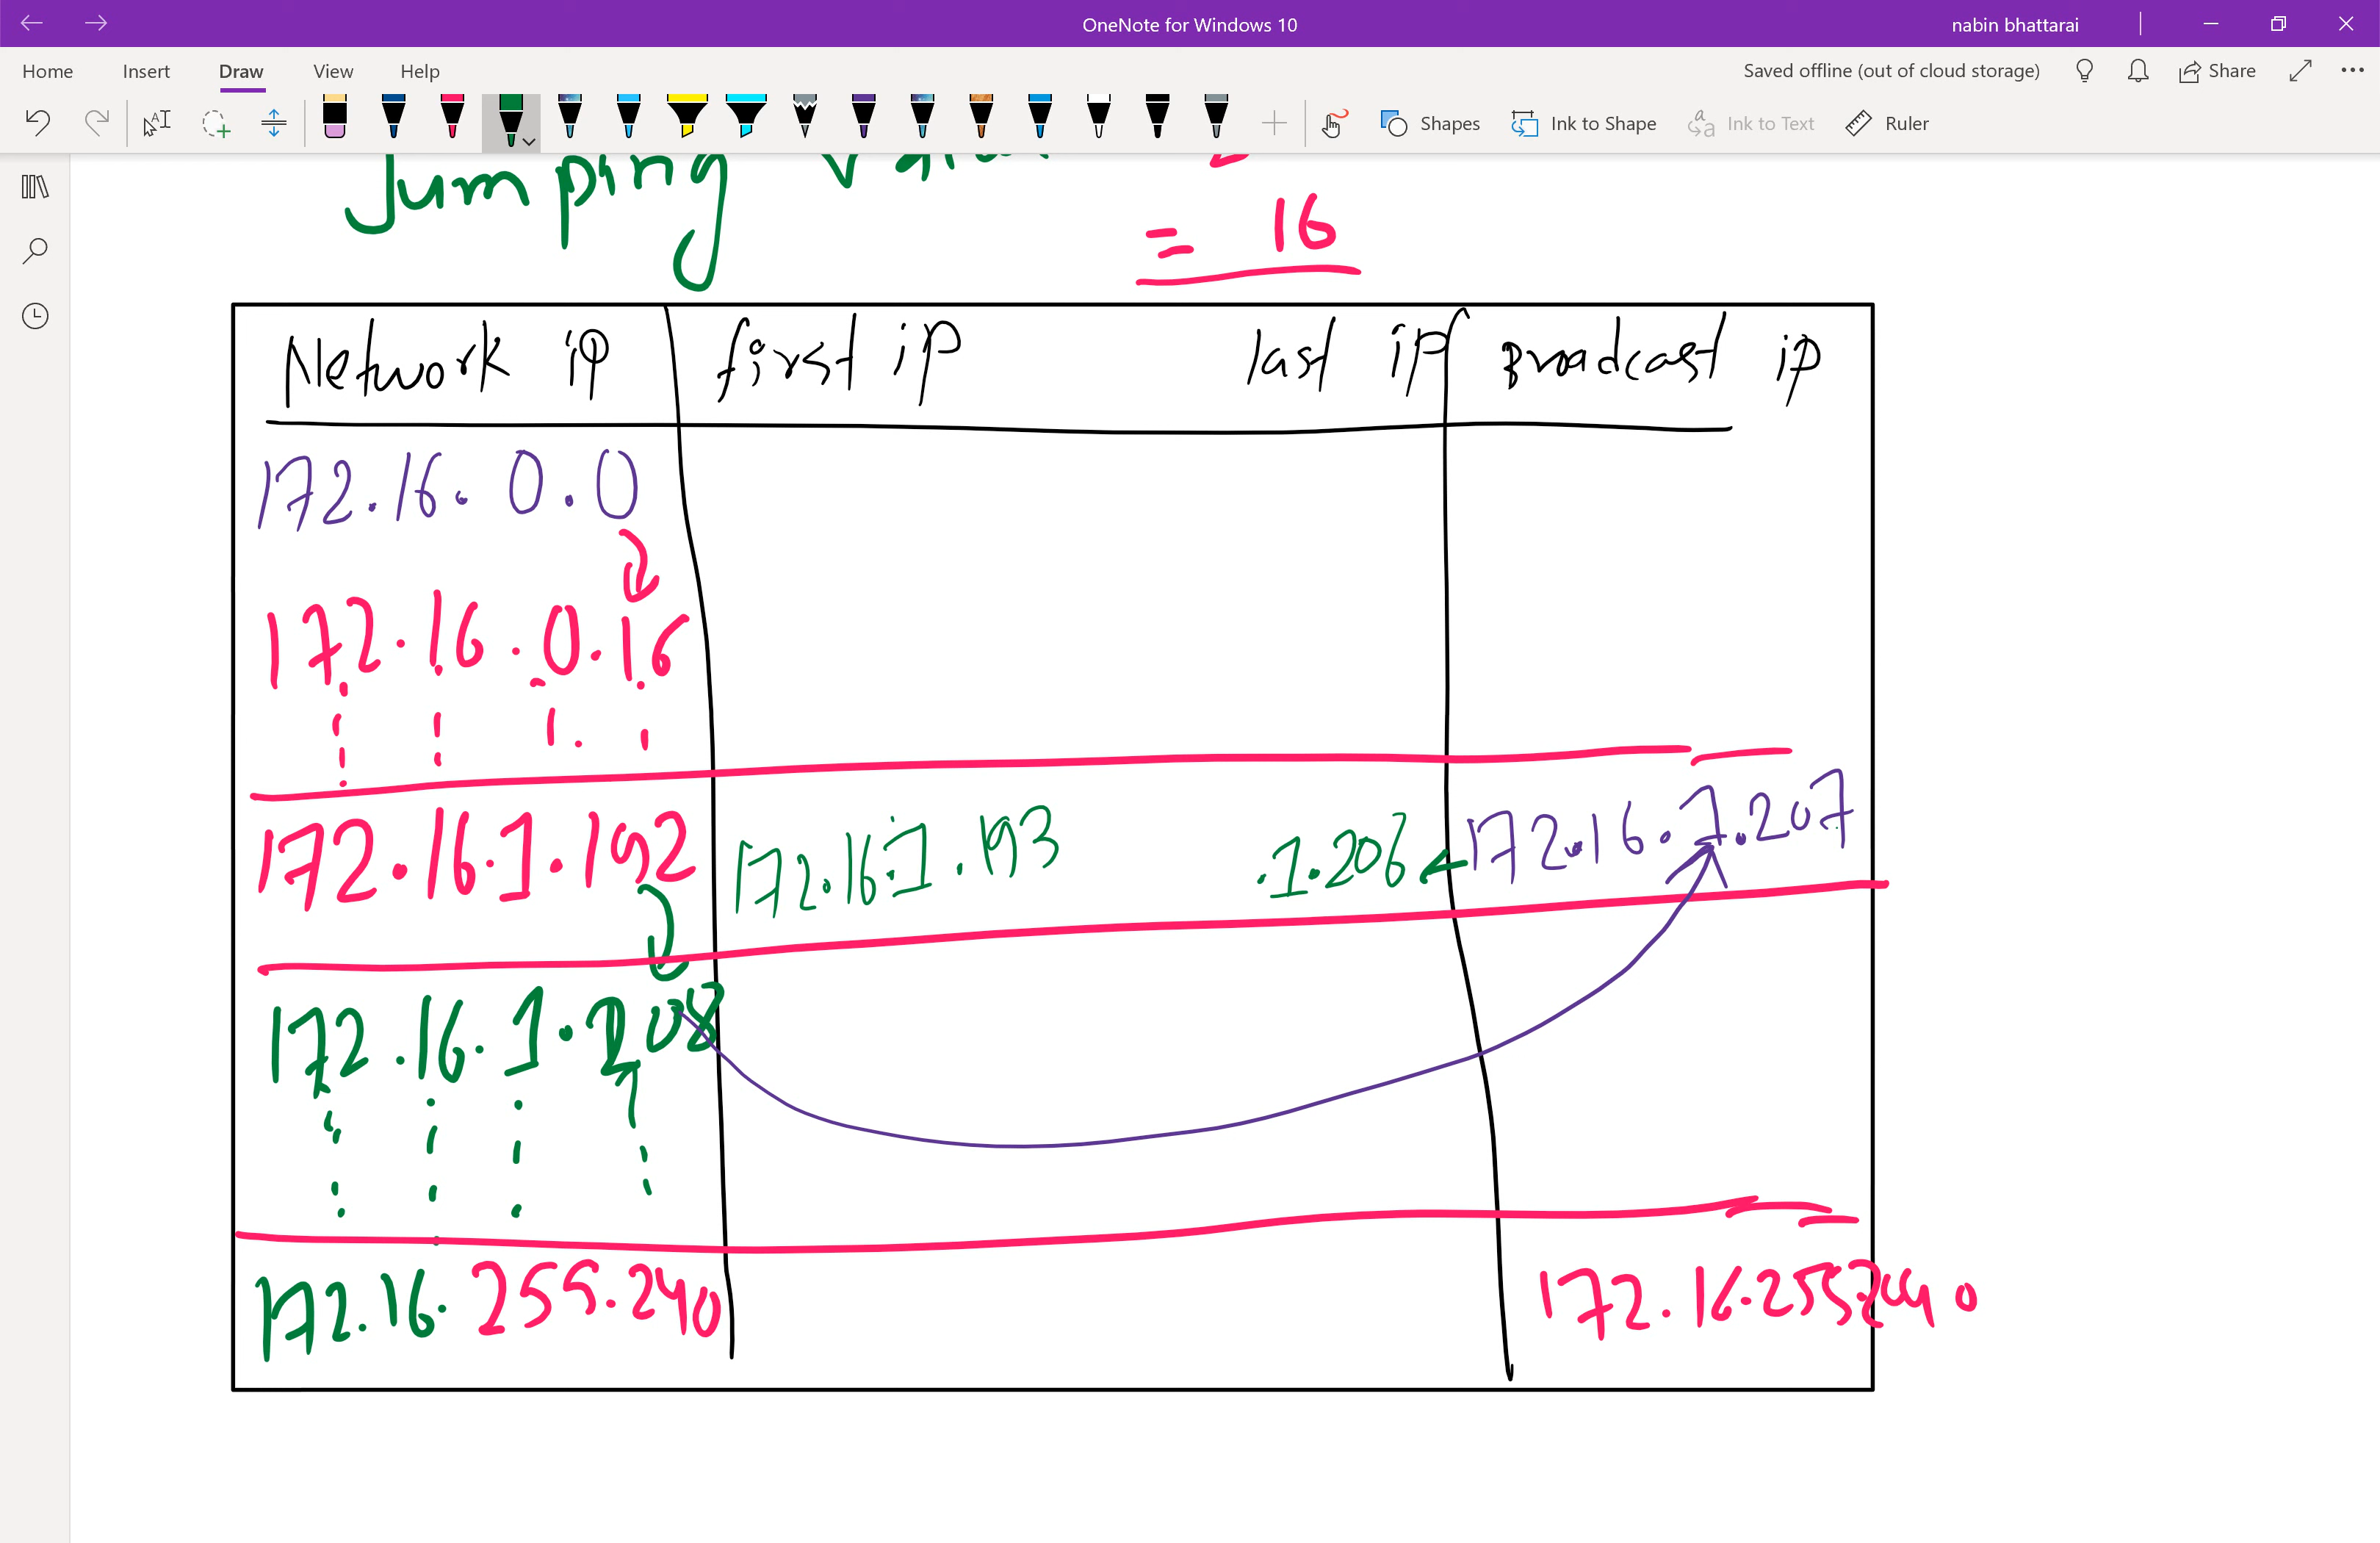 OneNote for Windows 10
nabin bhattarai
Home Insert Draw View Help
Saved offline (out of cloud storage) Share
Shapes Ink to Shape Ink to Text Ruler
Jumping
= 16
Network ip first iP last iP Broadcast ip
172.16.0.0
172.16.0.16
172.16.1.192 172.16.1.193 .1.206 172.16.1.207
172.16.1.208
172.16.255.240 172.16.255.240